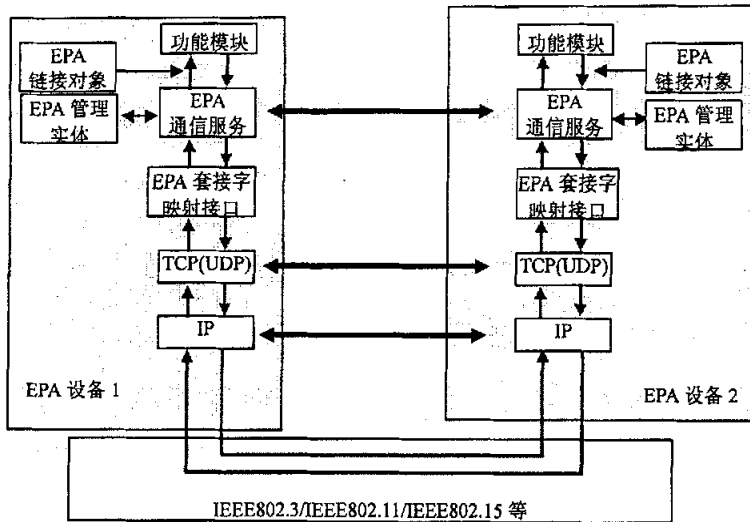 功能模块
EPA
链接对象
EPA 管理
实体
EPA
通信服务
EPA 套接字
映射接口
TCP(UDP)
IP
EPA 设备 1
功能模块
EPA
链接对象
EPA
通信服务
EPA 管理
实体
EPA 套接字
映射接口
TCP(UDP)
IP
EPA 设备 2
IEEE802.3/IEEE802.11/IEEE802.15 等